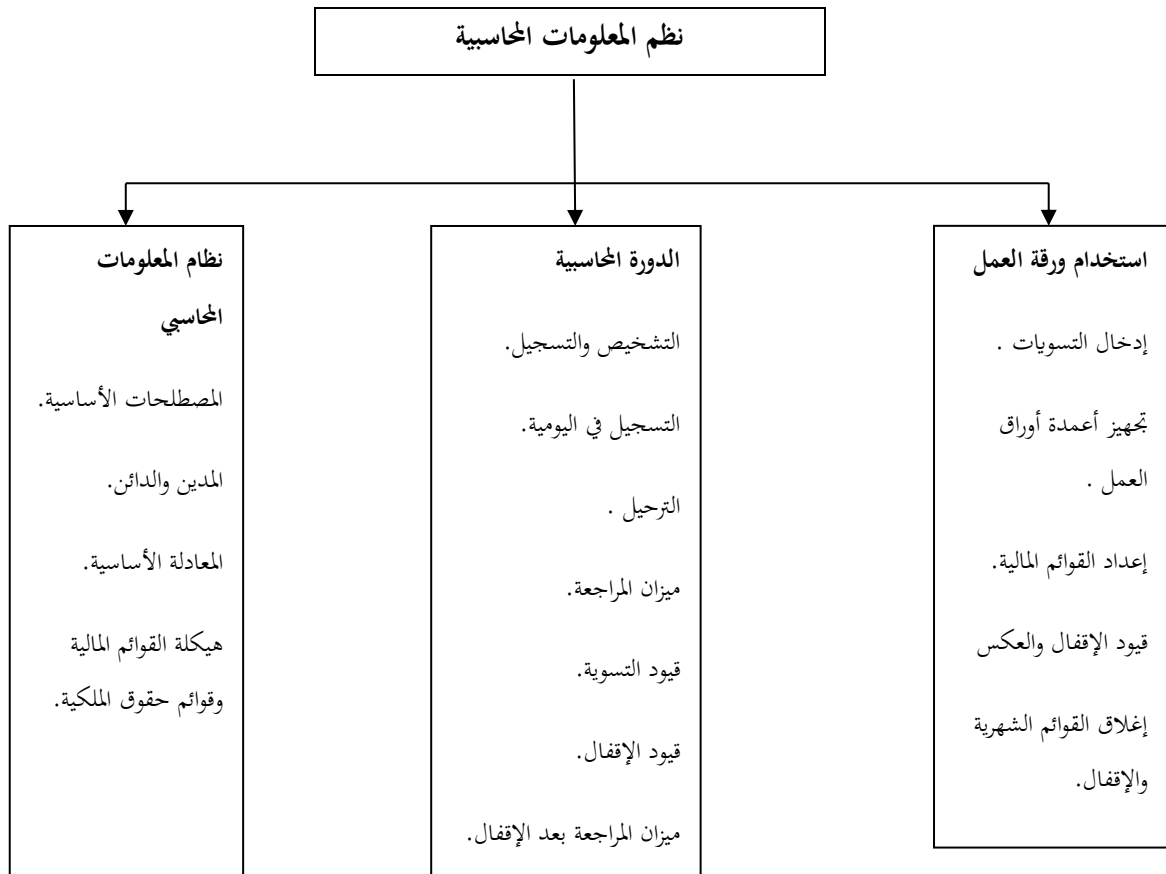 نظم المعلومات المحاسبية
استخدام ورقة العمل
إدخال التسويات .
تجهيز أعمدة أوراق
العمل .
إعداد القوائم المالية.
قيود الإقفال والعكس
إغلاق القوائم الشهرية
والإقفال.
الدورة المحاسبية
التشخيص والتسجيل.
التسجيل في اليومية.
الترحيل .
ميزان المراجعة.
قيود التسوية.
قيود الإقفال.
ميزان المراجعة بعد الإقفال.
نظام المعلومات
المحاسبي
المصطلحات الأساسية.
المدين والدائن.
المعادلة الأساسية.
هيكلة القوائم المالية
وقوائم حقوق الملكية.